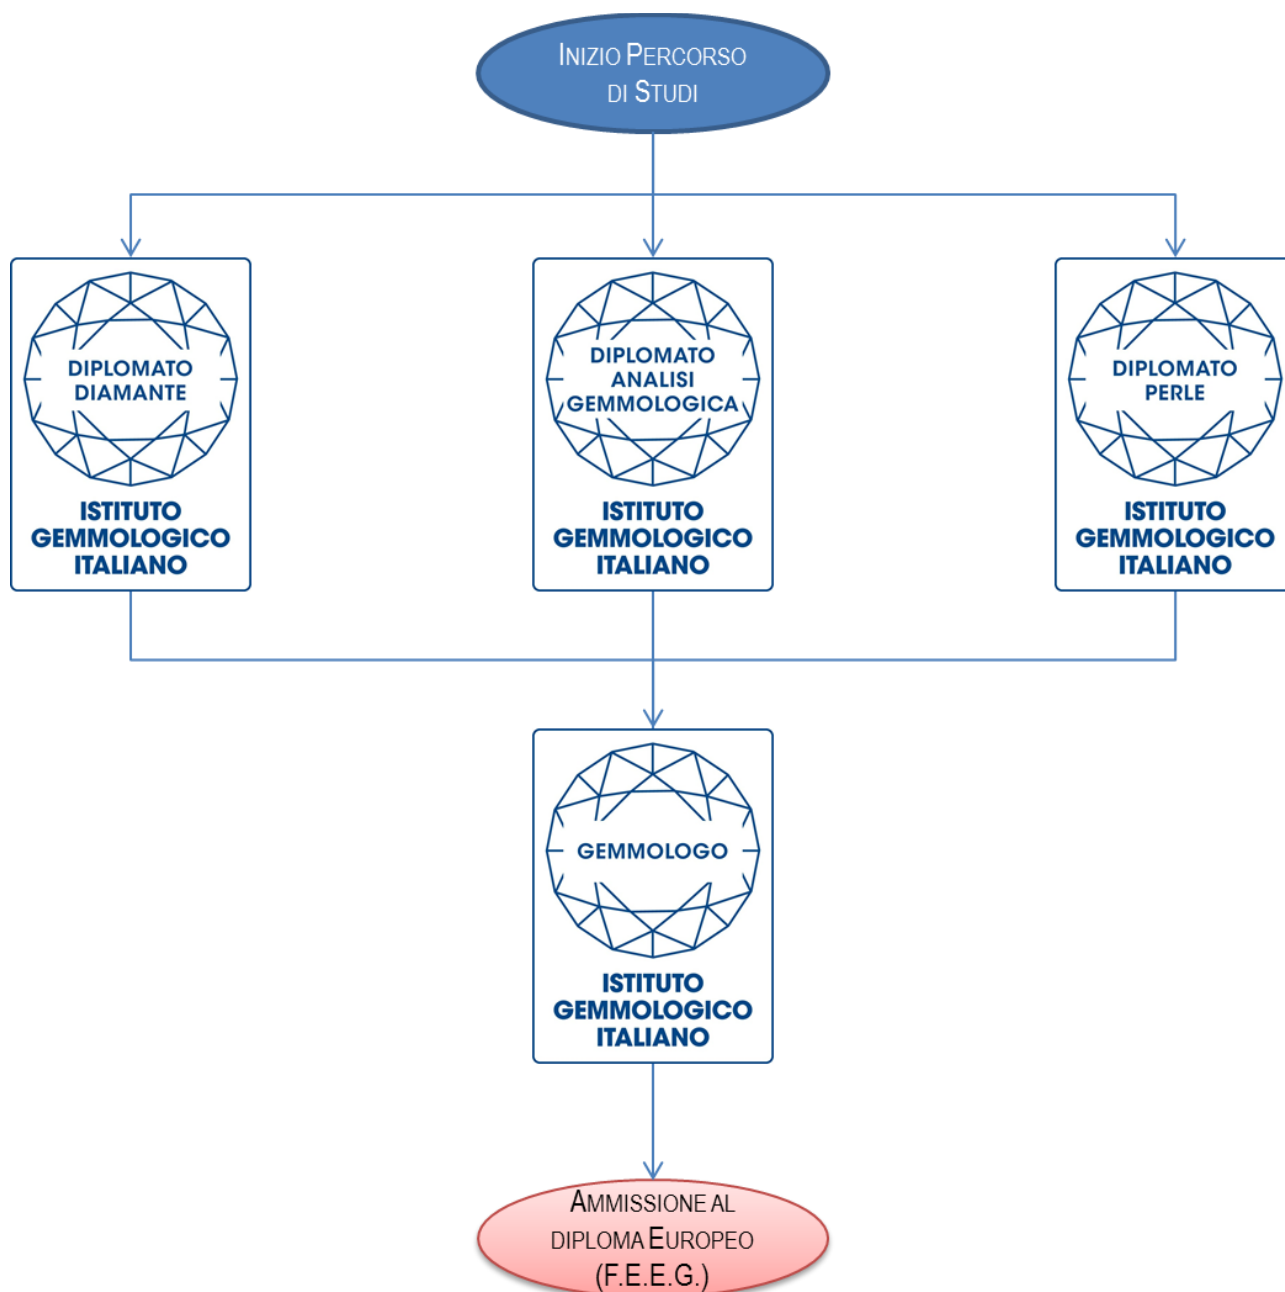 INIZIO PERCORSO
DI STUDI
DIPLOMATO
DIAMANTE
ISTITUTO
GEMMOLOGICO
ITALIANO
DIPLOMATO
ANALISI
GEMMOLOGICA
ISTITUTO
GEMMOLOGICO
ITALIANO
DIPLOMATO
PERLE
ISTITUTO
GEMMOLOGICO
ITALIANO
GEMMOLOGO
ISTITUTO
GEMMOLOGICO
ITALIANO
AMMISSIONE AL
DIPLOMA EUROPEO
(F.E.E.G.)